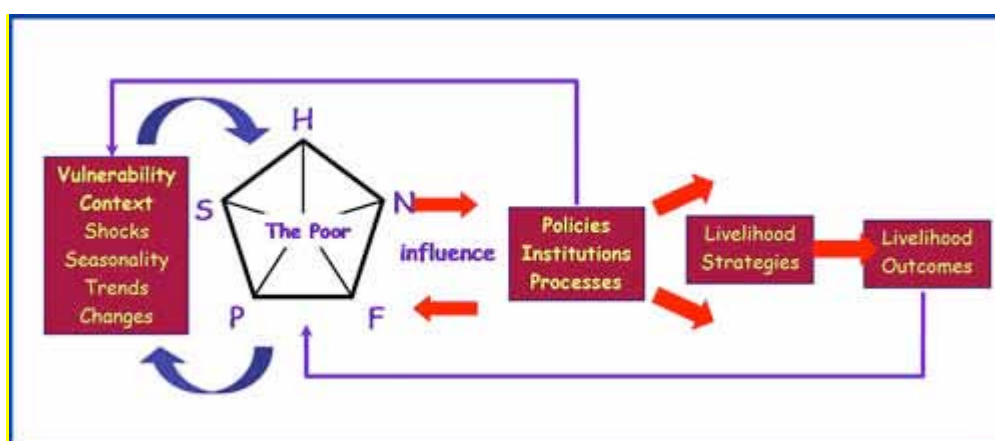 Vulnerability
Context
Shocks
Seasonality
Trends
Changes
H
S
N
The Poor
P
F
influence
Policies
Institutions
Processes
Livelihood
Strategies
Livelihood
Outcomes